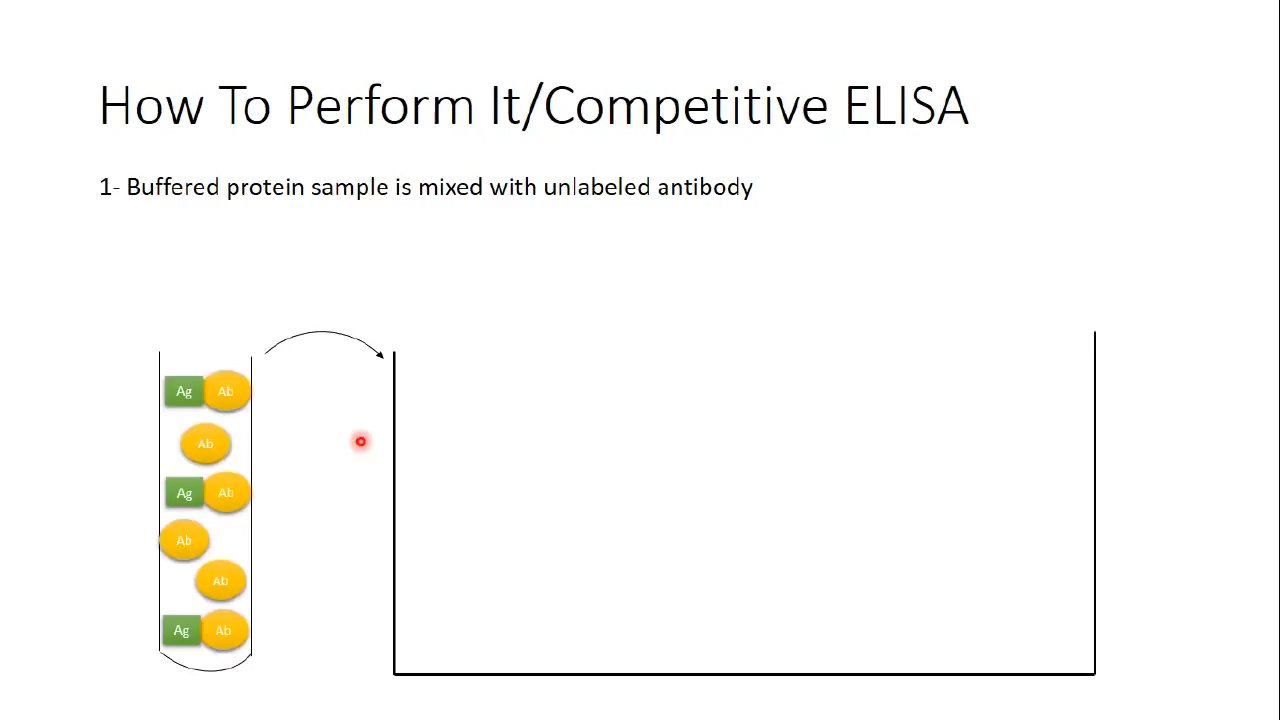 How To Perform It/Competitive ELISA
1- Buffered protein sample is mixed with unlabeled antibody
Ag Ab
Ab
Ag Ab
Ab
Ab
Ag Ab